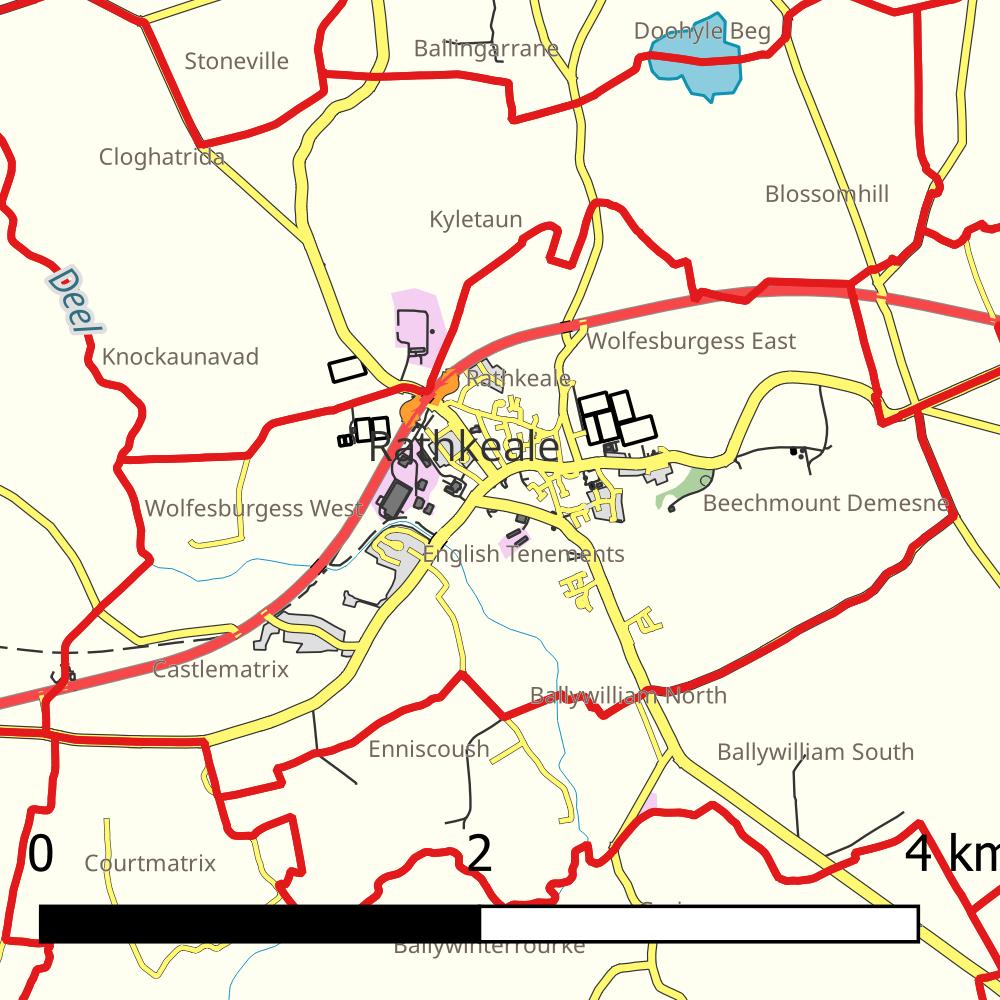 Doohyle Beg
Ballingarrane
Stoneville
Cloghatrida
Blossomhill
Kyletaun
Deel
Wolfesburgess East
Knockaunavad
Rathkeale
Rathkeale
Beechmount Demesne
Wolfesburgess West
English Tenements
Castlematrix
Ballywilliam North
Enniscoush
Ballywilliam South
0 2 4 km
Courtmatrix
Ballywinterrourke